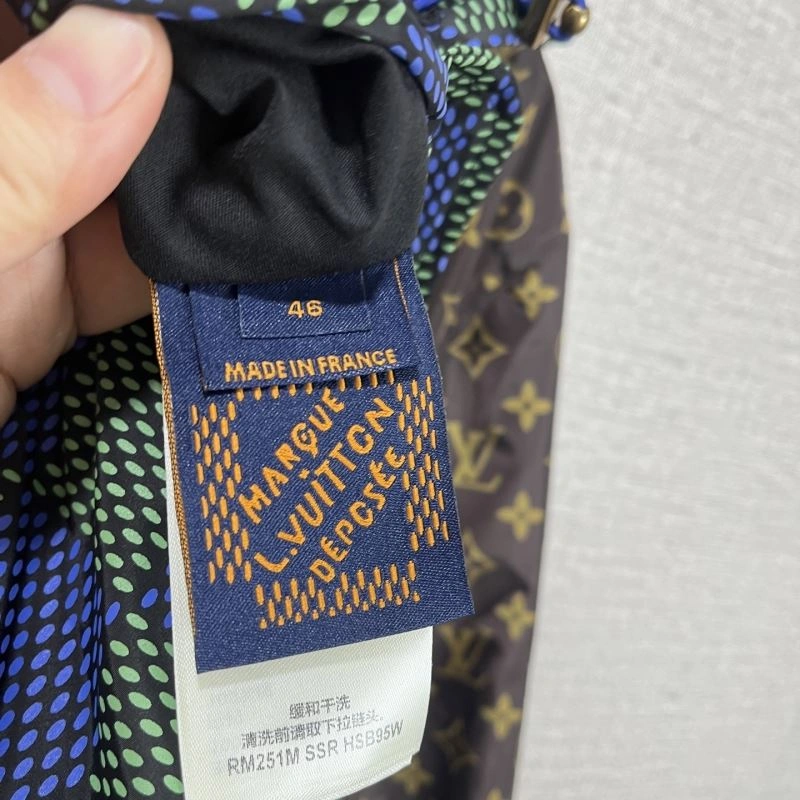 46
MADE IN FRANCE
MARQUE
L.VUITTON
DÉPOSÉE
缓和干洗
清洗前请取下拉链头.
RM251M SSR HSB95W